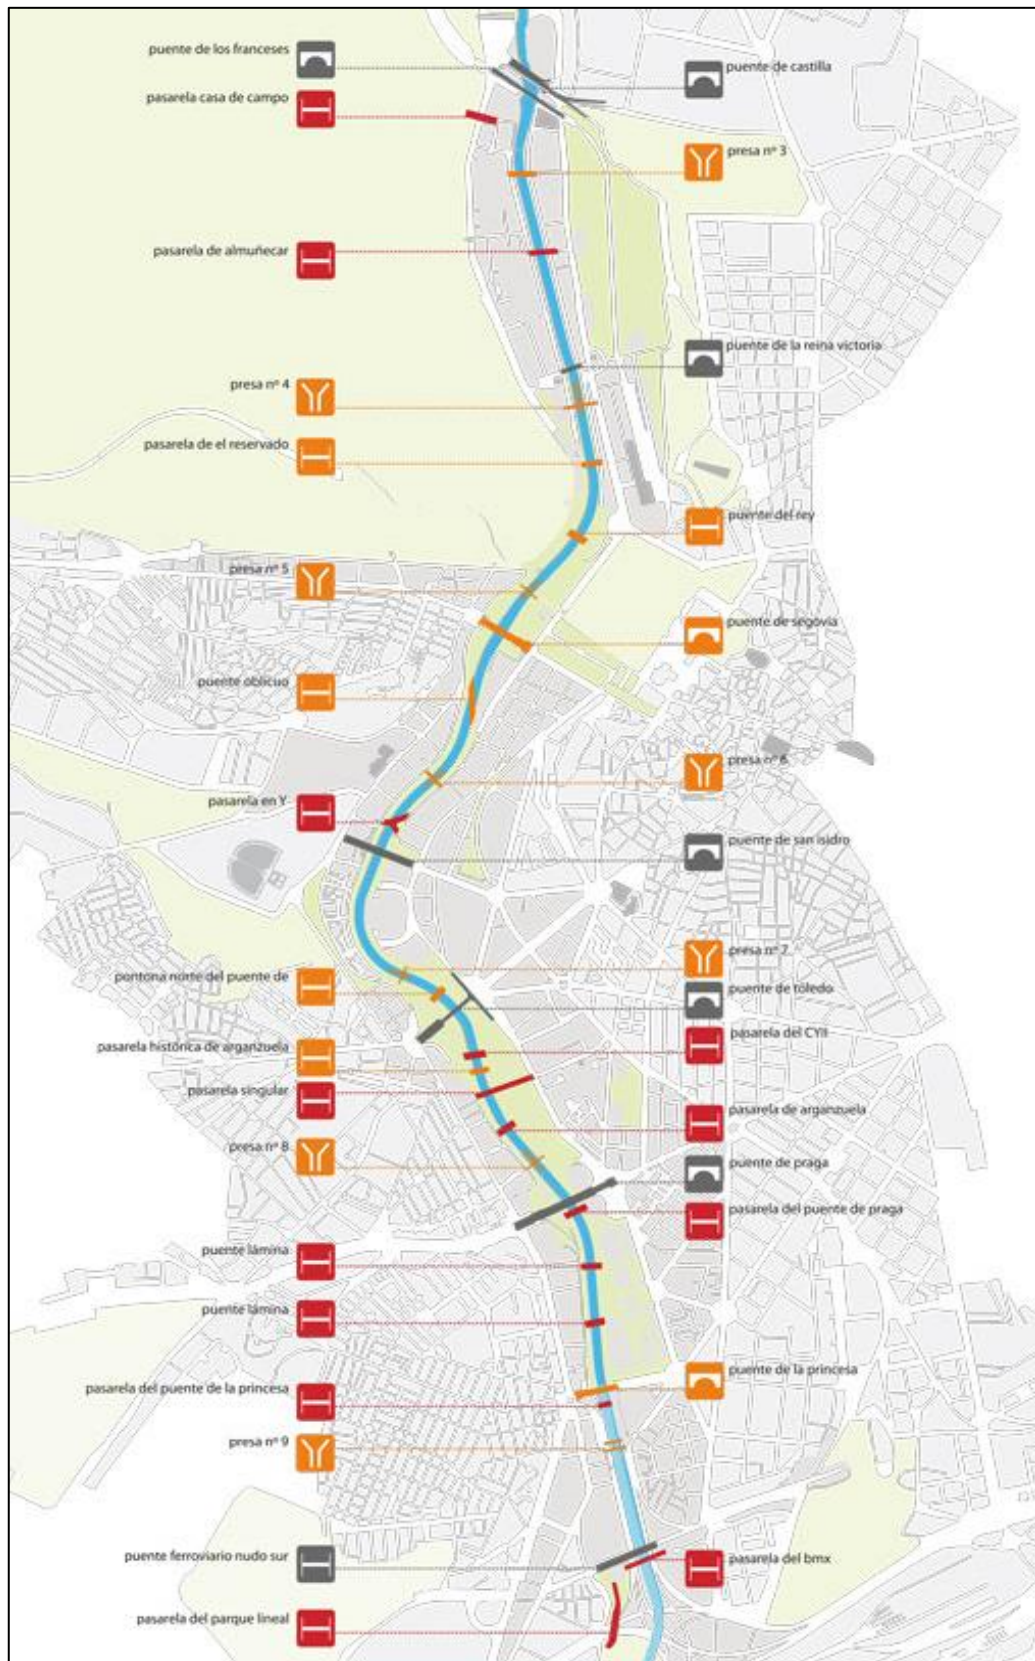 puente de los franceses
puente de castilla
pasarela casa de campo
presa nº 3
pasarela de almuñecar
puente de la reina victoria
presa nº 4
pasarela de el reservado
puente del rey
presa nº 5
puente de segovia
puente oblicuo
presa nº 6
pasarela en Y
puente de san isidro
presa nº 7
pontona norte del puente de
puente de toledo
pasarela del CYII
pasarela histórica de arganzuela
pasarela singular
pasarela de arganzuela
presa nº 8
puente de praga
pasarela del puente de praga
puente lámina
puente lámina
puente de la princesa
pasarela del puente de la princesa
presa nº 9
puente ferroviario nudo sur
pasarela del bmx
pasarela del parque lineal